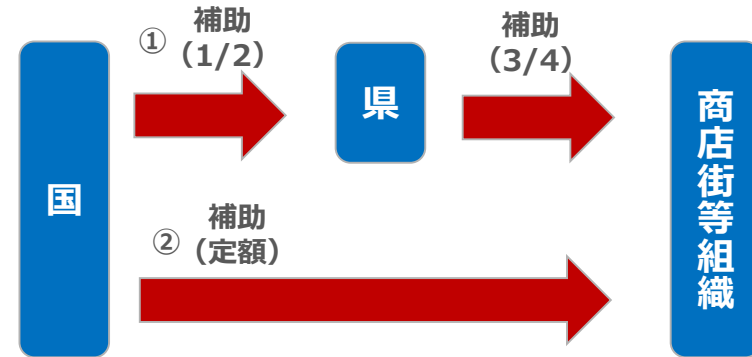 国
①
補助
（1/2）
県
補助
（3/4）
商店街等組織
②
補助
（定額）